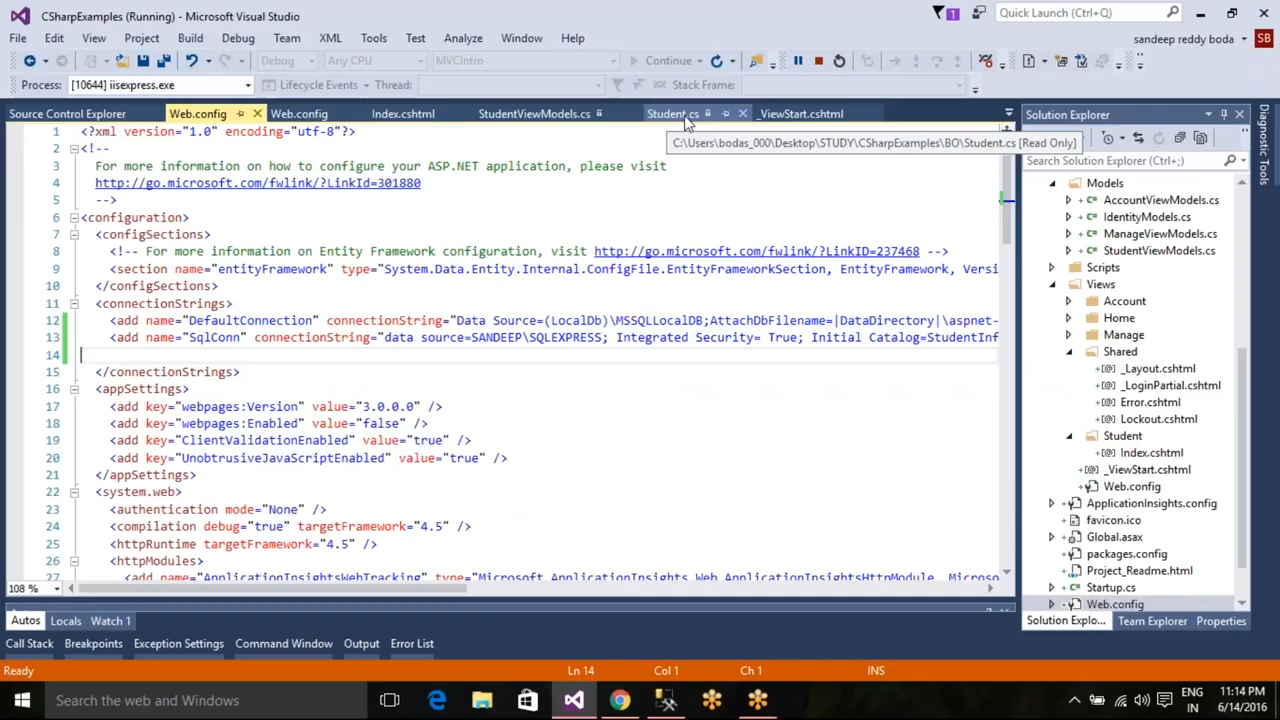 CSharpExamples (Running) - Microsoft Visual Studio
1
Quick Launch (Ctrl+Q)
File Edit View Project Build Debug Team XML Tools Test Analyze Window Help
sandeep reddy boda SB
Debug Any CPU MVCIntro Continue
Process: [10644] iisexpress.exe Lifecycle Events Thread: Stack Frame:
Source Control Explorer Web.config Web.config Index.cshtml StudentViewModels.cs Student.cs _ViewStart.cshtml
C:\Users\bodas_000\Desktop\STUDY\CSharpExamples\BO\Student.cs [Read Only]
1 <?xml version="1.0" encoding="utf-8"?>
2 <!--
3 For more information on how to configure your ASP.NET application, please visit
4 http://go.microsoft.com/fwlink/?LinkId=301880
5 -->
6 <configuration>
7 <configSections>
8 <!-- For more information on Entity Framework configuration, visit http://go.microsoft.com/fwlink/?LinkID=237468 -->
9 <section name="entityFramework" type="System.Data.Entity.Internal.ConfigFile.EntityFrameworkSection, EntityFramework, Versi
10 </configSections>
11 <connectionStrings>
12 <add name="DefaultConnection" connectionString="Data Source=(LocalDb)\MSSQLLocalDB;AttachDbFilename=|DataDirectory|\aspnet-
13 <add name="SqlConn" connectionString="data source=SANDEEP\SQLEXPRESS; Integrated Security= True; Initial Catalog=StudentInf
14
15 </connectionStrings>
16 <appSettings>
17 <add key="webpages:Version" value="3.0.0.0" />
18 <add key="webpages:Enabled" value="false" />
19 <add key="ClientValidationEnabled" value="true" />
20 <add key="UnobtrusiveJavaScriptEnabled" value="true" />
21 </appSettings>
22 <system.web>
23 <authentication mode="None" />
24 <compilation debug="true" targetFramework="4.5" />
25 <httpRuntime targetFramework="4.5" />
26 <httpModules>
27 <add name="ApplicationInsightsWebTracking" type="Microsoft.ApplicationInsights.Web.ApplicationInsightsHttpModule, Microso
108 %
Solution Explorer
Search Solution Explorer (Ctrl+;)
Models
AccountViewModels.cs
IdentityModels.cs
ManageViewModels.cs
StudentViewModels.cs
Scripts
Views
Account
Home
Manage
Shared
_Layout.cshtml
_LoginPartial.cshtml
Error.cshtml
Lockout.cshtml
Student
Index.cshtml
_ViewStart.cshtml
Web.config
ApplicationInsights.config
favicon.ico
Global.asax
packages.config
Project_Readme.html
Startup.cs
Web.config
Solution Explo... Team Explorer Properties
Diagnostic Tools
Autos Locals Watch 1
Call Stack Breakpoints Exception Settings Command Window Output Error List
Ready Ln 14 Col 1 Ch 1 INS
Search the web and Windows
ENG
IN
11:14 PM
6/14/2016